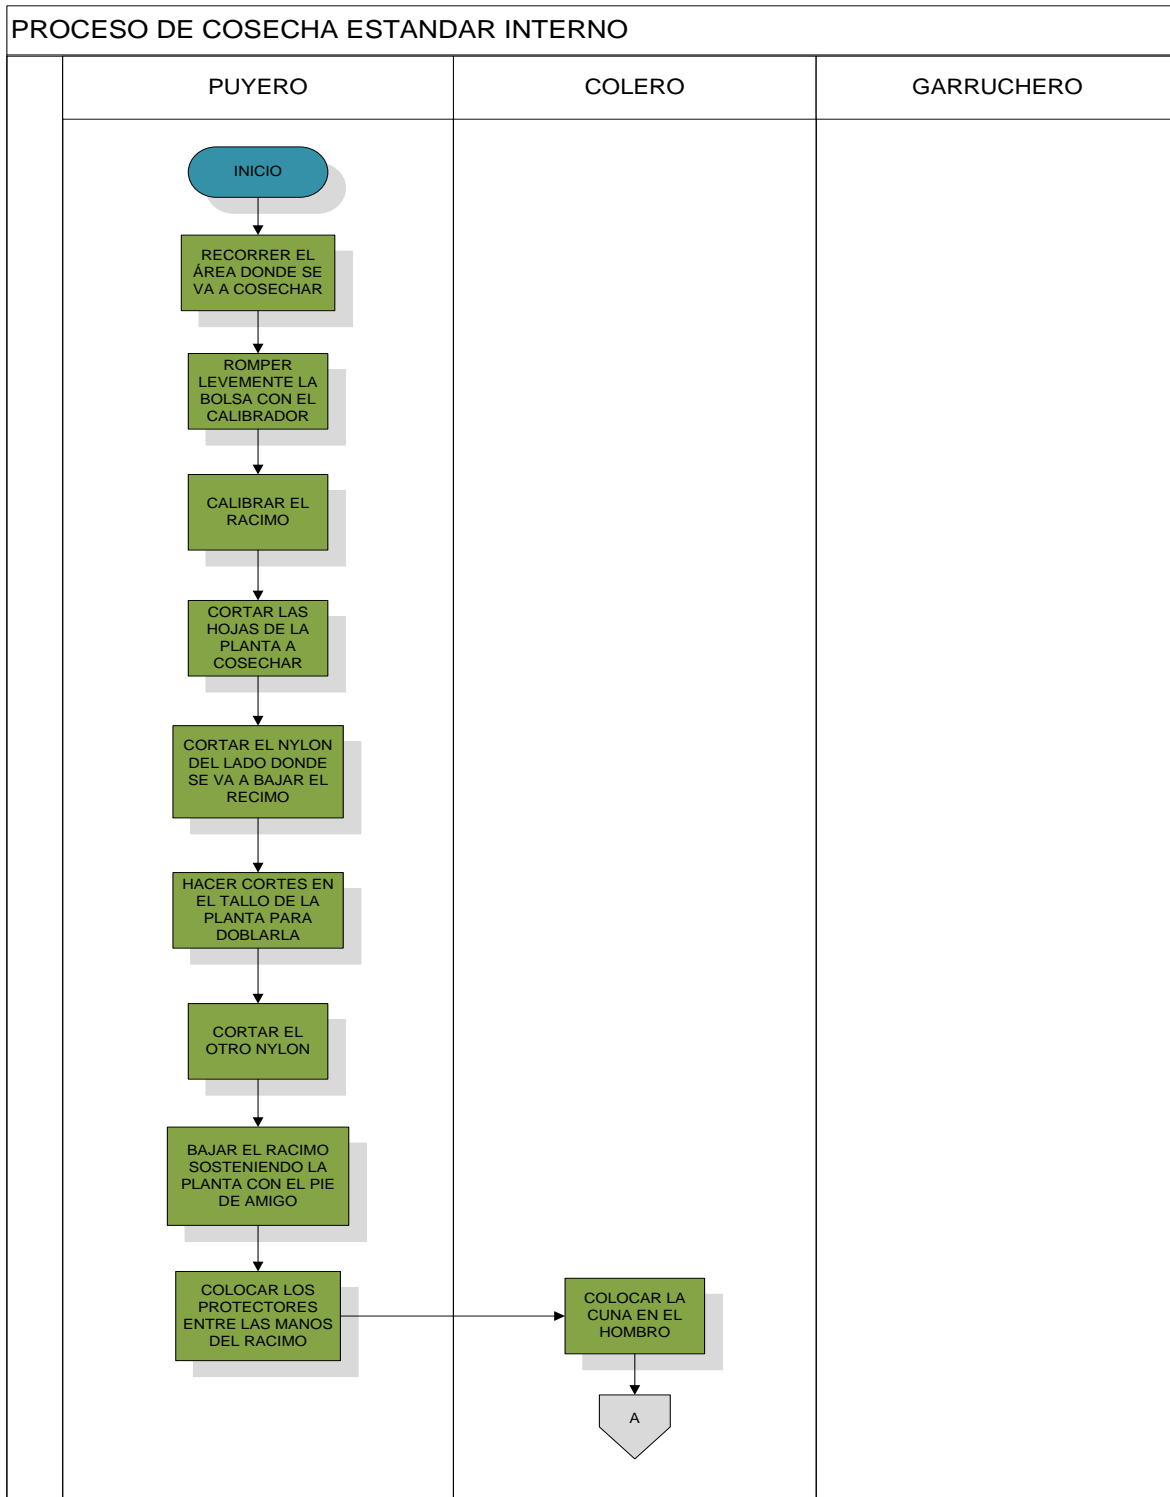 PROCESO DE COSECHA ESTANDAR INTERNO
PUYERO
COLERO
GARRUCHERO
INICIO
RECORRER EL
ÁREA DONDE SE
VA A COSECHAR
ROMPER
LEVEMENTE LA
BOLSA CON EL
CALIBRADOR
CALIBRAR EL
RACIMO
CORTAR LAS
HOJAS DE LA
PLANTA A
COSECHAR
CORTAR EL NYLON
DEL LADO DONDE
SE VA A BAJAR EL
RECIMO
HACER CORTES EN
EL TALLO DE LA
PLANTA PARA
DOBLARLA
CORTAR EL
OTRO NYLON
BAJAR EL RACIMO
SOSTENIENDO LA
PLANTA CON EL PIE
DE AMIGO
COLOCAR LOS
PROTECTORES
ENTRE LAS MANOS
DEL RACIMO
COLOCAR LA
CUNA EN EL
HOMBRO
A